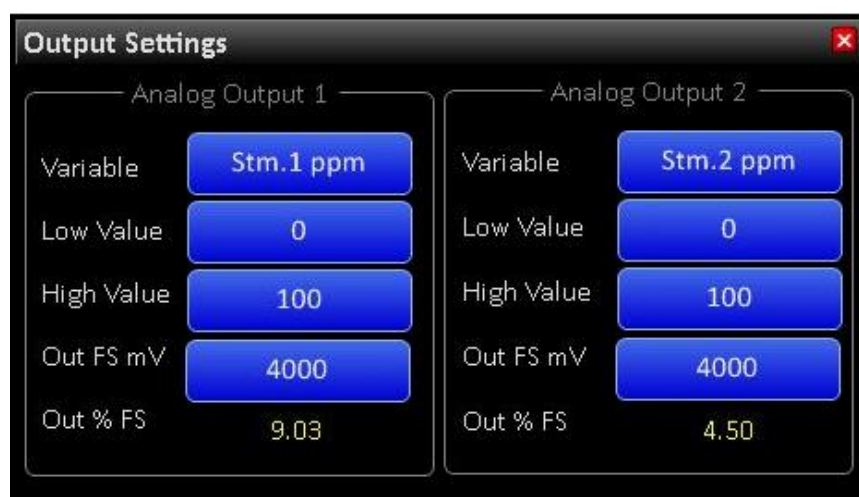 Output Settings
Analog Output 1
Variable Stm.1 ppm
Low Value 0
High Value 100
Out FS mV 4000
Out % FS 9.03
Analog Output 2
Variable Stm.2 ppm
Low Value 0
High Value 100
Out FS mV 4000
Out % FS 4.50